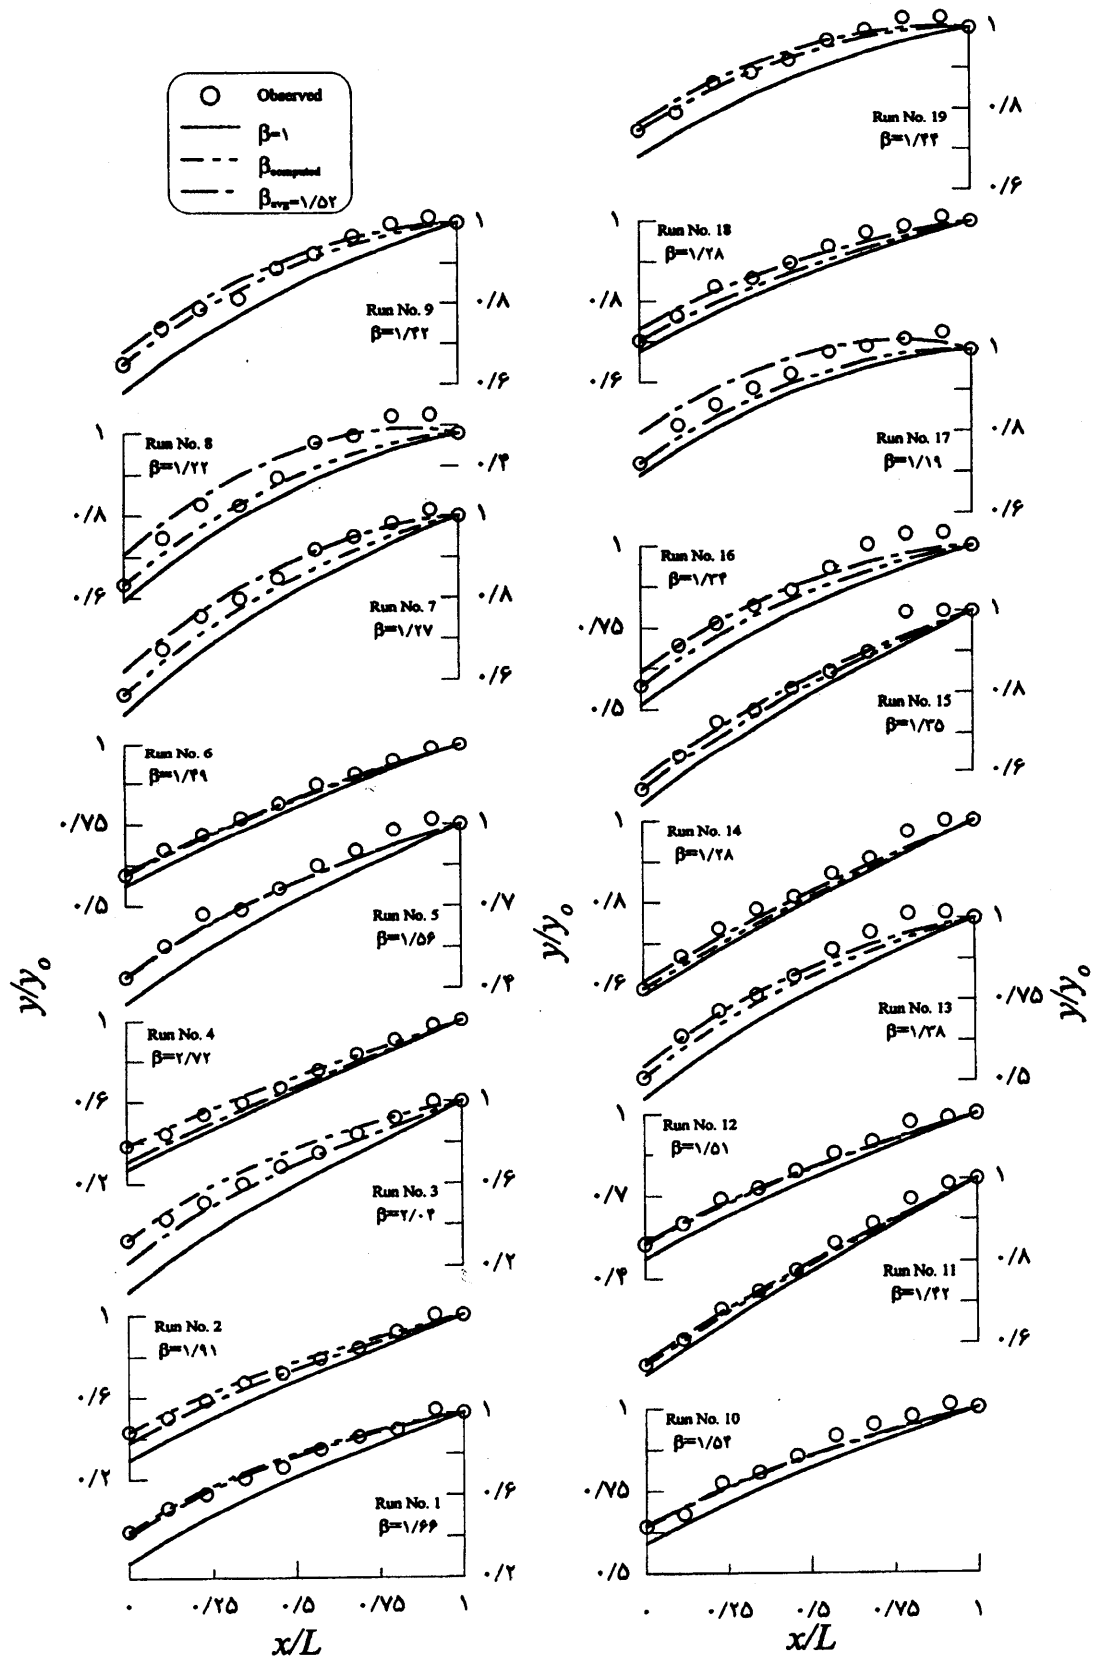 Observed
β=۱
βcomputed
βavg=۱/۵۲
۱
۰/۸
۰/۶
Run No. 9
β=۱/۴۲
۱
۰/۸
۰/۶
Run No. 8
β=۱/۲۲
۰/۴
۱
۰/۸
۰/۶
Run No. 7
β=۱/۲۷
۱
۰/۷۵
۰/۵
Run No. 6
β=۱/۴۹
۱
۰/۷
۰/۴
Run No. 5
β=۱/۵۶
y/yo
۱
۰/۶
۰/۲
Run No. 4
β=۲/۷۲
۱
۰/۶
۰/۲
Run No. 3
β=۲/۰۴
۱
۰/۶
۰/۲
Run No. 2
β=۱/۹۱
۱
۰/۶
۰/۲
Run No. 1
β=۱/۶۶
۰ ۰/۲۵ ۰/۵ ۰/۷۵ ۱
x/L
۱
۰/۸
۰/۶
Run No. 19
β=۱/۴۴
۱
۰/۸
۰/۶
Run No. 18
β=۱/۲۸
۱
۰/۸
۰/۶
Run No. 17
β=۱/۱۹
۱
۰/۷۵
۰/۵
Run No. 16
β=۱/۳۴
۱
۰/۸
۰/۶
Run No. 15
β=۱/۳۵
۱
۰/۸
۰/۶
Run No. 14
β=۱/۲۸
y/yo
۱
۰/۷۵
۰/۵
Run No. 13
β=۱/۳۸
y/yo
۱
۰/۷
۰/۴
Run No. 12
β=۱/۵۱
۱
۰/۸
۰/۶
Run No. 11
β=۱/۴۲
۱
۰/۷۵
۰/۵
Run No. 10
β=۱/۵۴
۰ ۰/۲۵ ۰/۵ ۰/۷۵ ۱
x/L